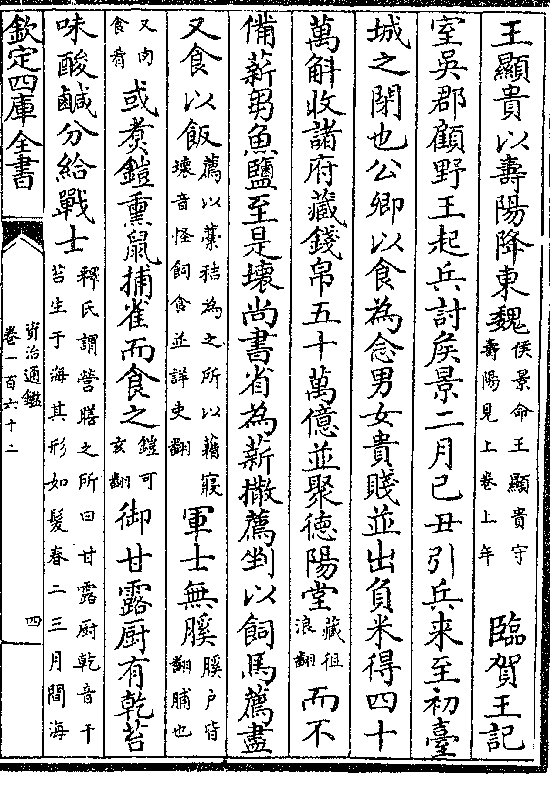 王顯貴以壽陽降東魏侯景命王顯貴守壽陽見上卷上年 臨賀王記
室吳郡顧野王起兵討侯景二月己丑引兵来至初臺
城之閉也公卿以食為念男女貴賤並出負米得四十
萬斛收諸府藏錢帛五十萬億並聚德陽堂藏徂浪翻而不
備薪芻魚鹽至是壞尚書省為薪撒薦剉以飼馬薦盡
又食以飯薦以藁秸為之所以藉寢壞音怪飼食並詳吏翻 軍士無䐹䐹户皆翻脯也
又肉食肴或煑鎧熏鼠捕雀而食之鎧可亥翻御甘露厨有乾苔
味酸鹹分給戰士釋氏謂營膳之所曰甘露厨乾音干苔生于海其形如髮春二三月間海
欽定四庫全書
資治通鑑
卷一百六十二
四